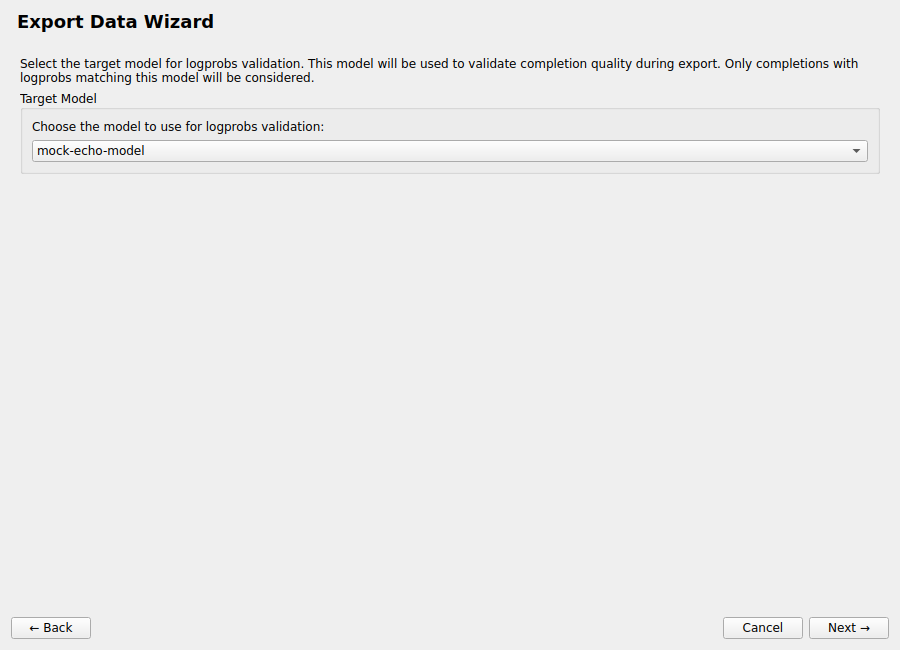 Export Data Wizard
Select the target model for logprobs validation. This model will be used to validate completion quality during export. Only completions with
logprobs matching this model will be considered.
Target Model
Choose the model to use for logprobs validation:
mock-echo-model
← Back
Cancel
Next →